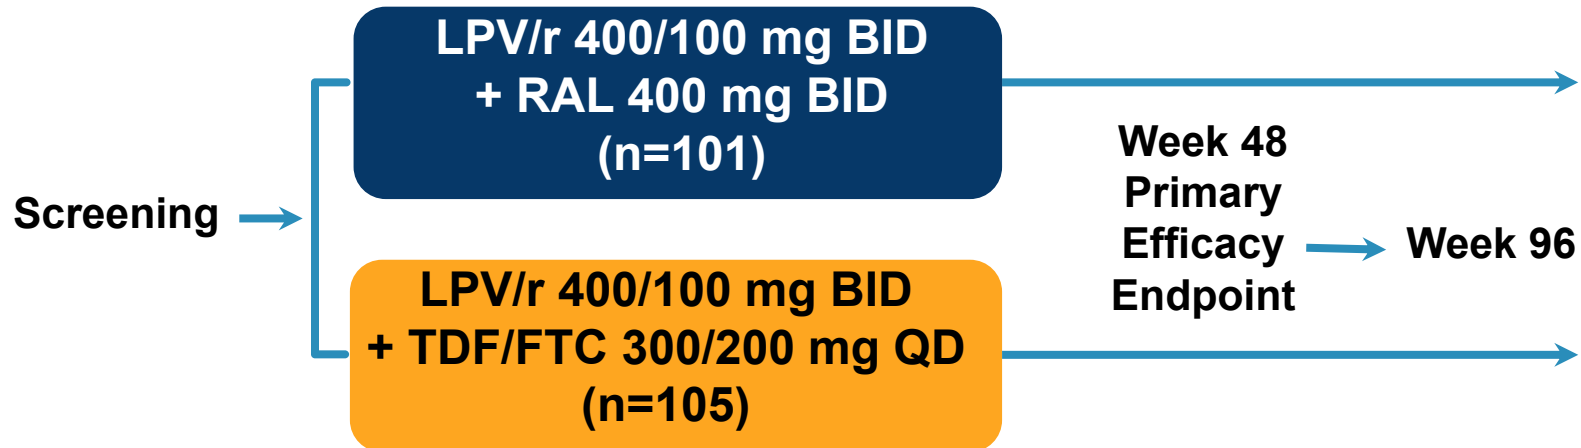 Screening
LPV/r 400/100 mg BID
+ RAL 400 mg BID
(n=101)
LPV/r 400/100 mg BID
+ TDF/FTC 300/200 mg QD
(n=105)
Week 48
Primary
Efficacy
Endpoint
Week 96